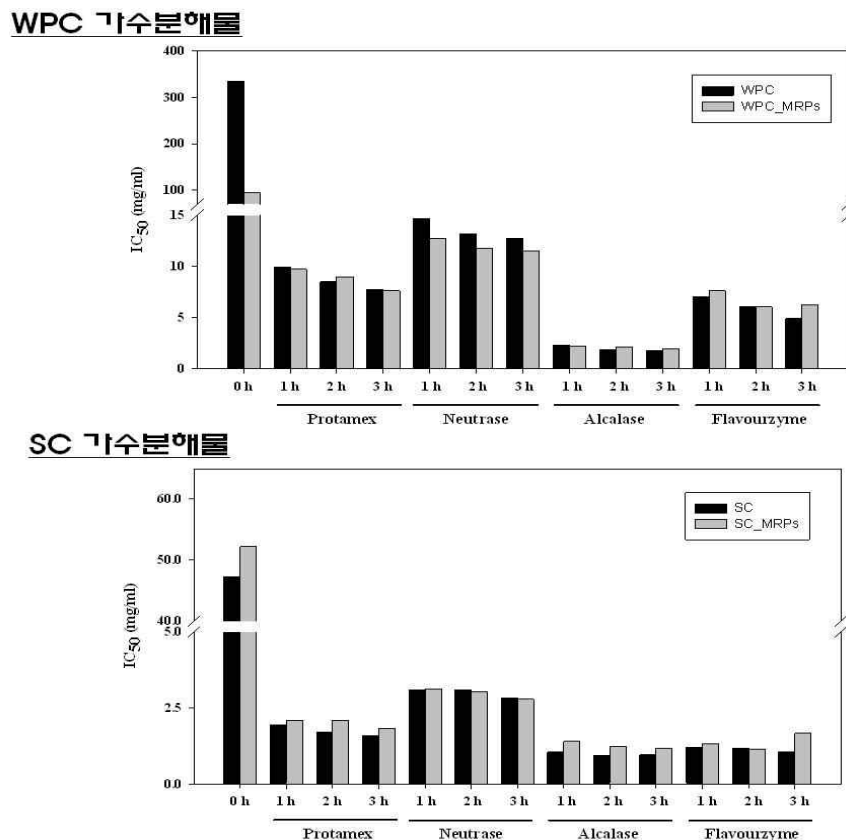 WPC 가수분해물
400
300
200
100
15
10
5
0
IC50 (mg/ml)
WPC
WPC_MRPs
0 h 1 h 2 h 3 h 1 h 2 h 3 h 1 h 2 h 3 h 1 h 2 h 3 h
Protamex Neutrase Alcalase Flavourzyme
SC 가수분해물
60.0
50.0
40.0
5.0
2.5
0.0
IC50 (mg/ml)
SC
SC_MRPs
0 h 1 h 2 h 3 h 1 h 2 h 3 h 1 h 2 h 3 h 1 h 2 h 3 h
Protamex Neutrase Alcalase Flavourzyme